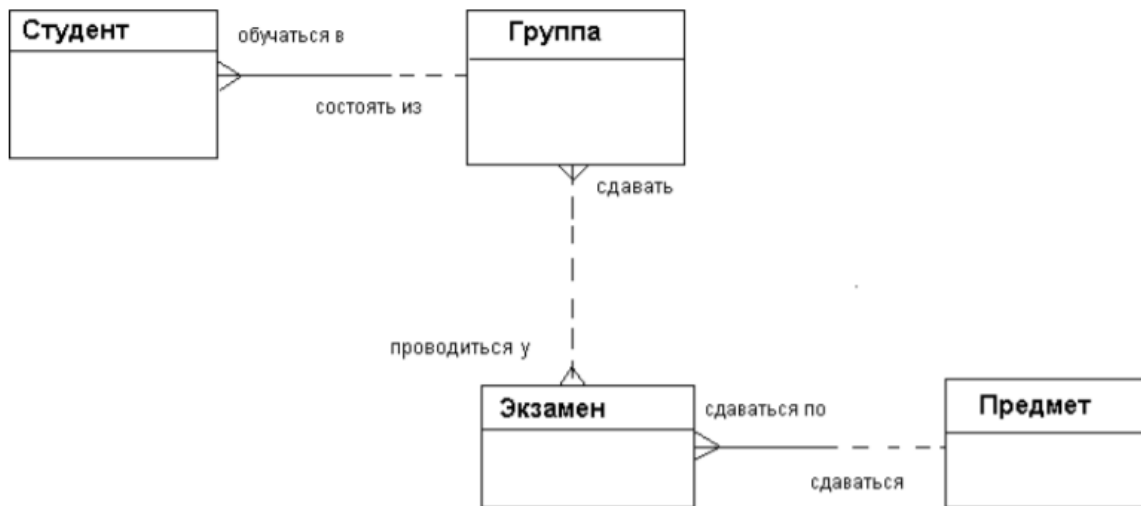 Студент
обучаться в
Группа
состоять из
сдавать
проводиться у
Экзамен
сдаваться по
Предмет
сдаваться